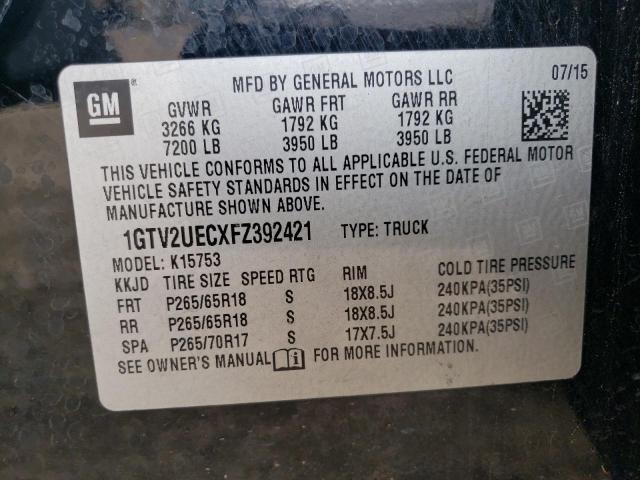 MFD BY GENERAL MOTORS LLC 07/15
GM
GVWR GAWR FRT GAWR RR
3266 KG 1792 KG 1792 KG
7200 LB 3950 LB 3950 LB
THIS VEHICLE CONFORMS TO ALL APPLICABLE U.S. FEDERAL MOTOR
VEHICLE SAFETY STANDARDS IN EFFECT ON THE DATE OF
MANUFACTURE SHOWN ABOVE.
1GTV2UECXFZ392421 TYPE: TRUCK
MODEL: K15753
KKJD TIRE SIZE SPEED RTG RIM COLD TIRE PRESSURE
FRT P265/65R18 S 18X8.5J 240KPA(35PSI)
RR P265/65R18 S 18X8.5J 240KPA(35PSI)
SPA P265/70R17 S 17X7.5J 240KPA(35PSI)
SEE OWNER'S MANUAL FOR MORE INFORMATION.